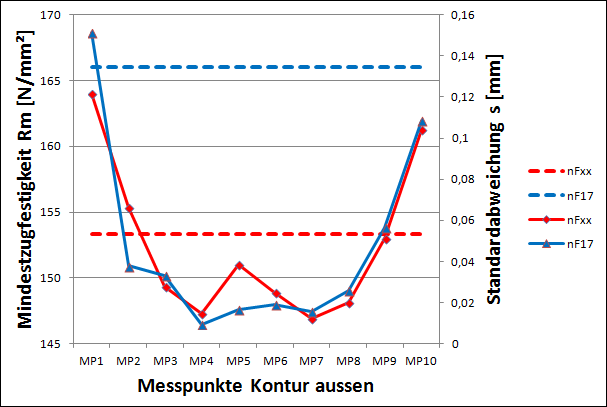 Mindestzugfestigkeit Rm [N/mm²]
170
165
160
155
150
145
0,16
0,14
0,12
0,1
0,08
0,06
0,04
0,02
0
Standardabweichung s [mm]
MP1 MP2 MP3 MP4 MP5 MP6 MP7 MP8 MP9 MP10
Messpunkte Kontur aussen
nFxx
nF17
nFxx
nF17